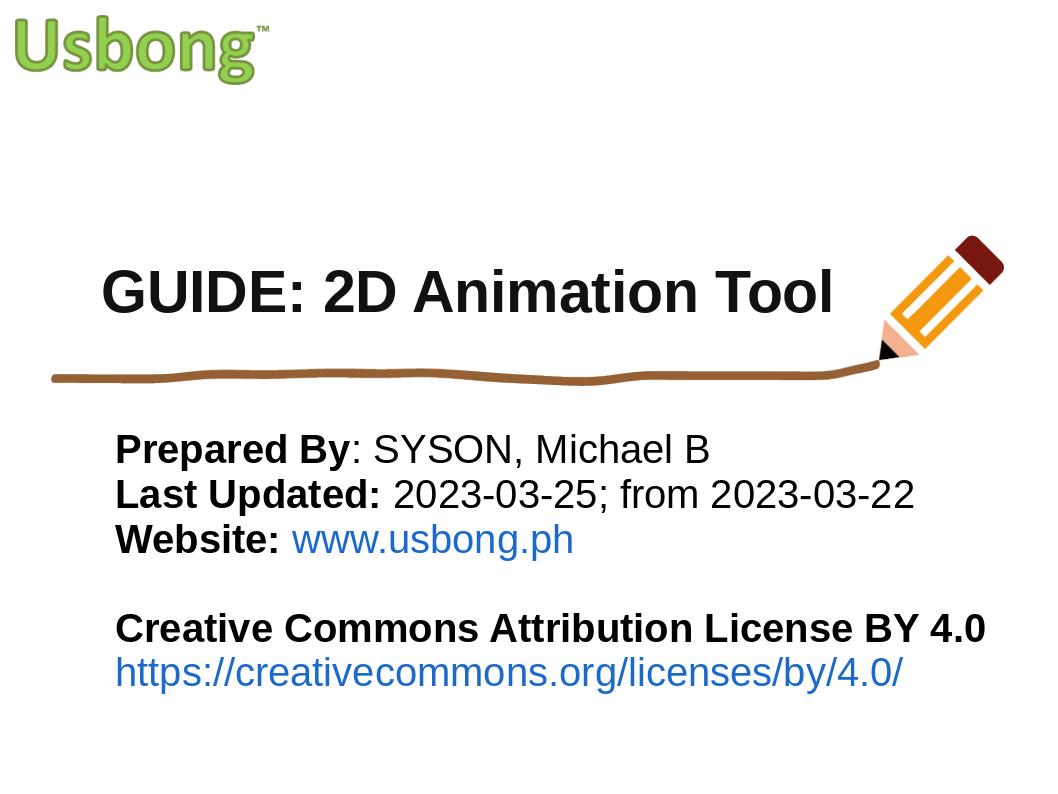 Usbong™
GUIDE: 2D Animation Tool
Prepared By: SYSON, Michael B
Last Updated: 2023-03-25; from 2023-03-22
Website: www.usbong.ph
Creative Commons Attribution License BY 4.0
https://creativecommons.org/licenses/by/4.0/